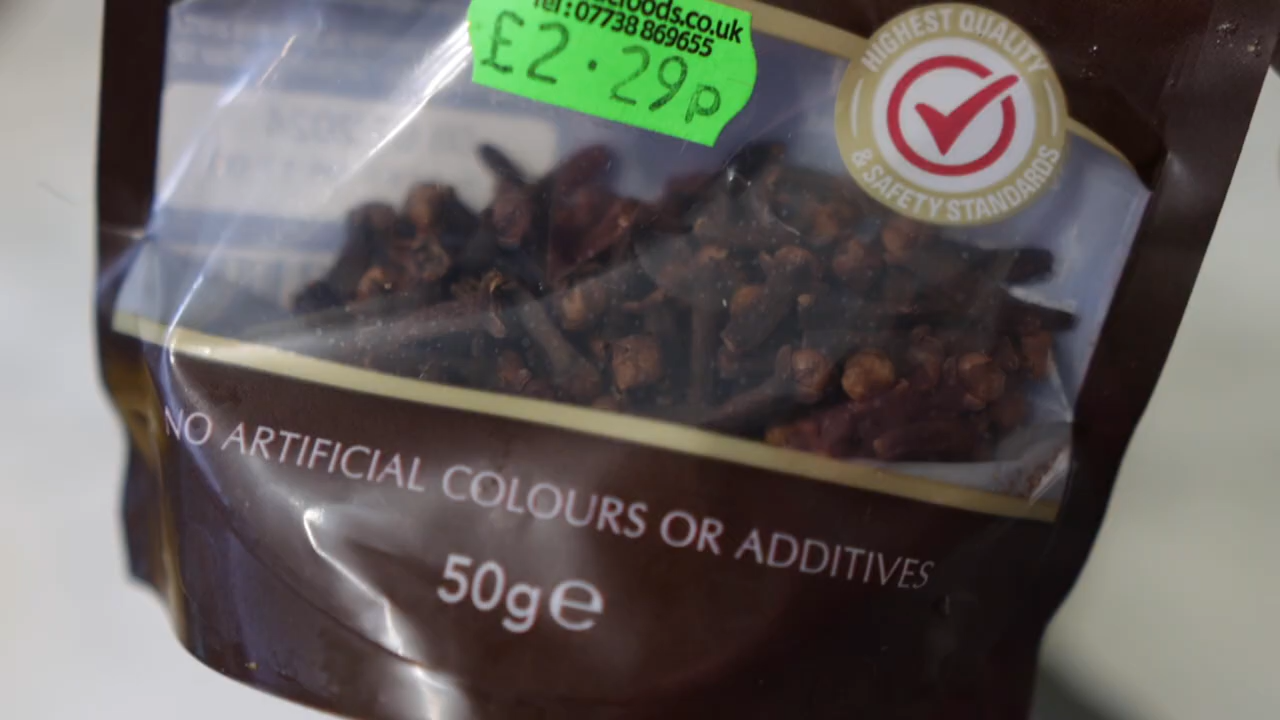 foods.co.uk
Tel:07738 869655
£2.29p
HIGHEST QUALITY
& SAFETY STANDARDS
NO ARTIFICIAL COLOURS OR ADDITIVES
50g e